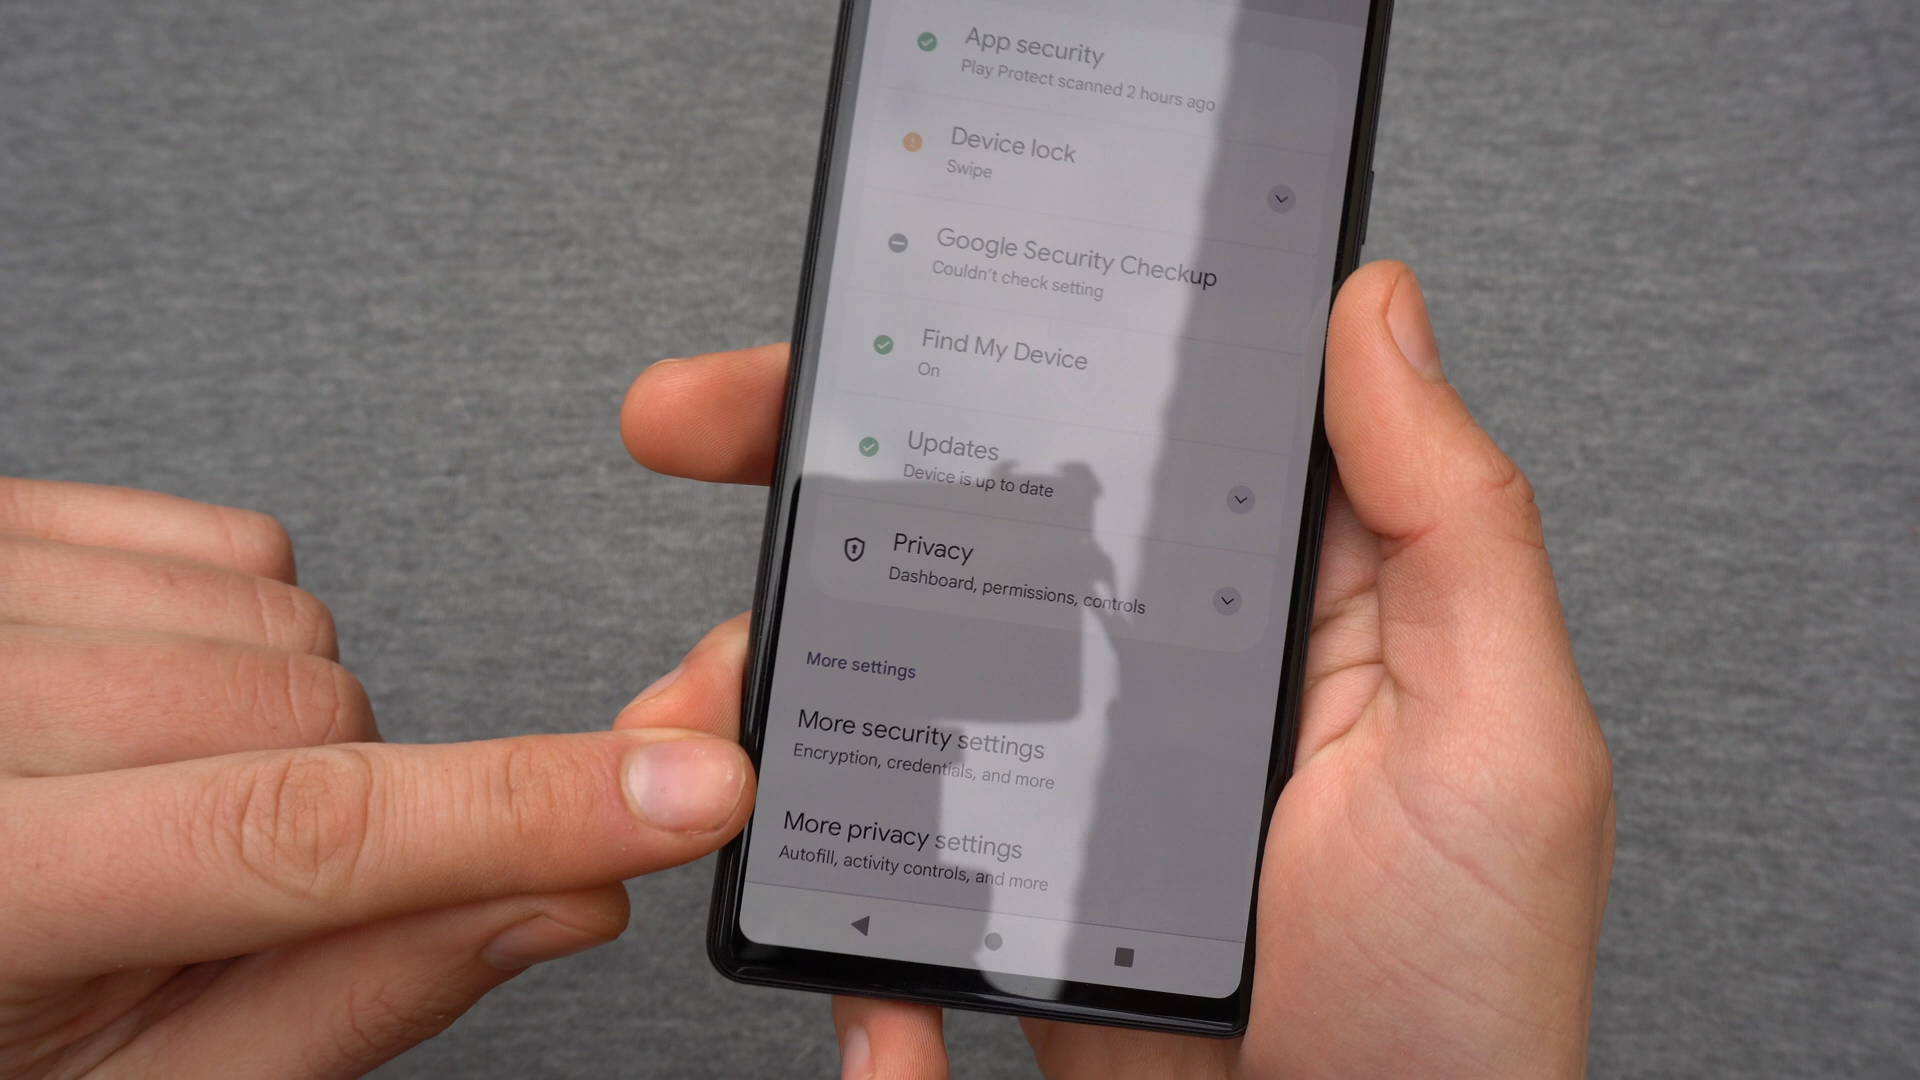 App security
Play Protect scanned 2 hours ago
Device lock
Swipe
Google Security Checkup
Couldn't check setting
Find My Device
On
Updates
Device is up to date
Privacy
Dashboard, permissions, controls
More settings
More security settings
Encryption, credentials, and more
More privacy settings
Autofill, activity controls, and more